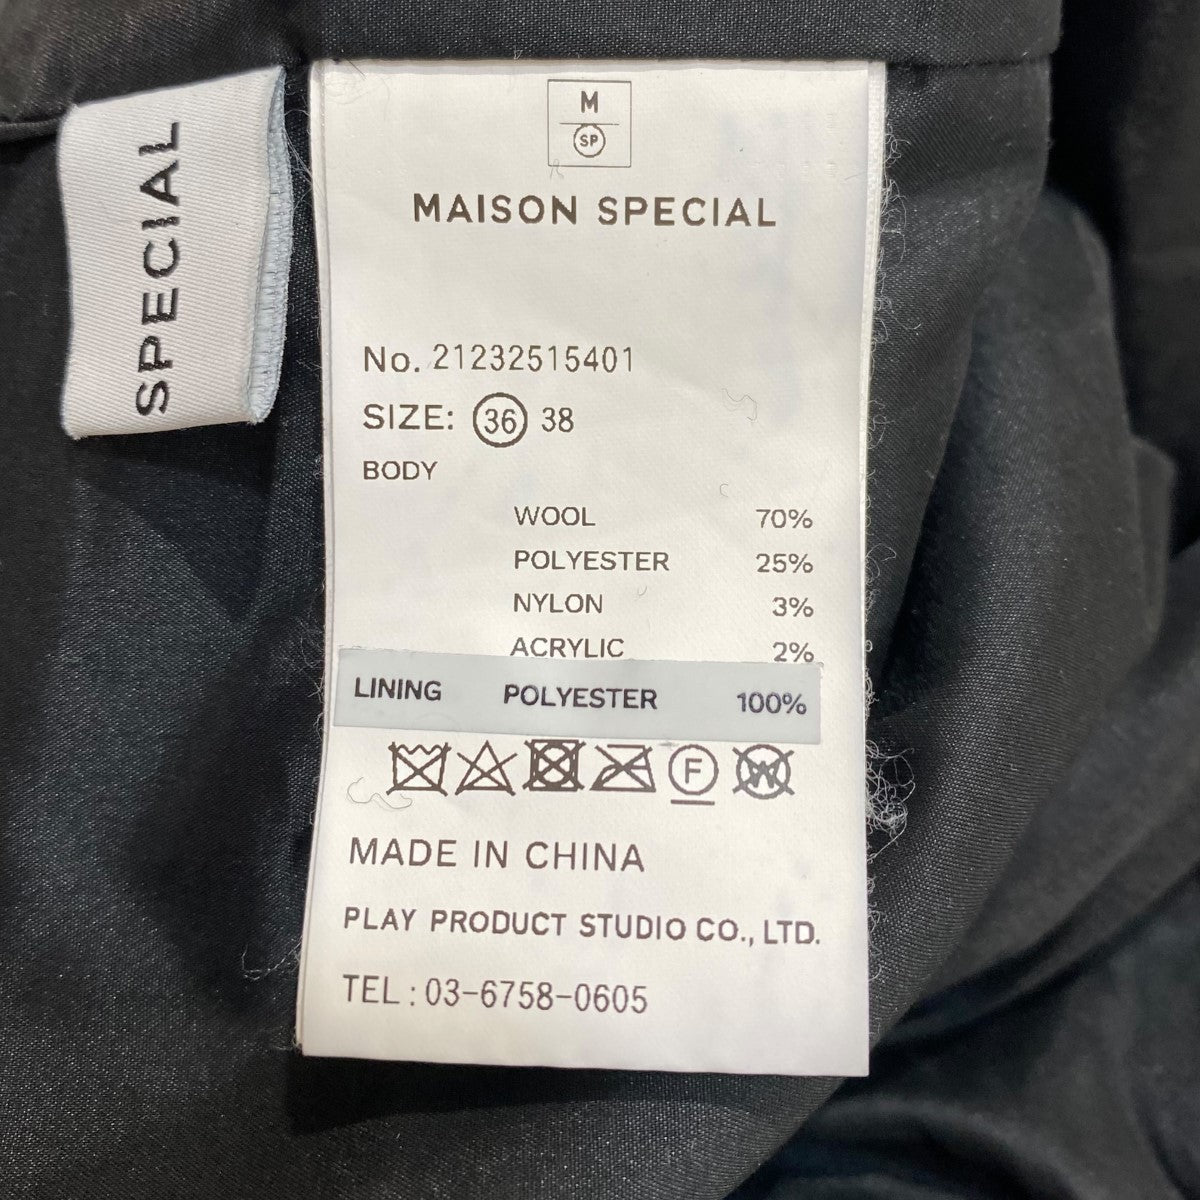 SPECIAL
M
SP
MAISON SPECIAL
No. 21232515401
SIZE: 36 38
BODY
WOOL 70%
POLYESTER 25%
NYLON 3%
ACRYLIC 2%
LINING POLYESTER 100%
F W
MADE IN CHINA
PLAY PRODUCT STUDIO CO., LTD.
TEL : 03-6758-0605